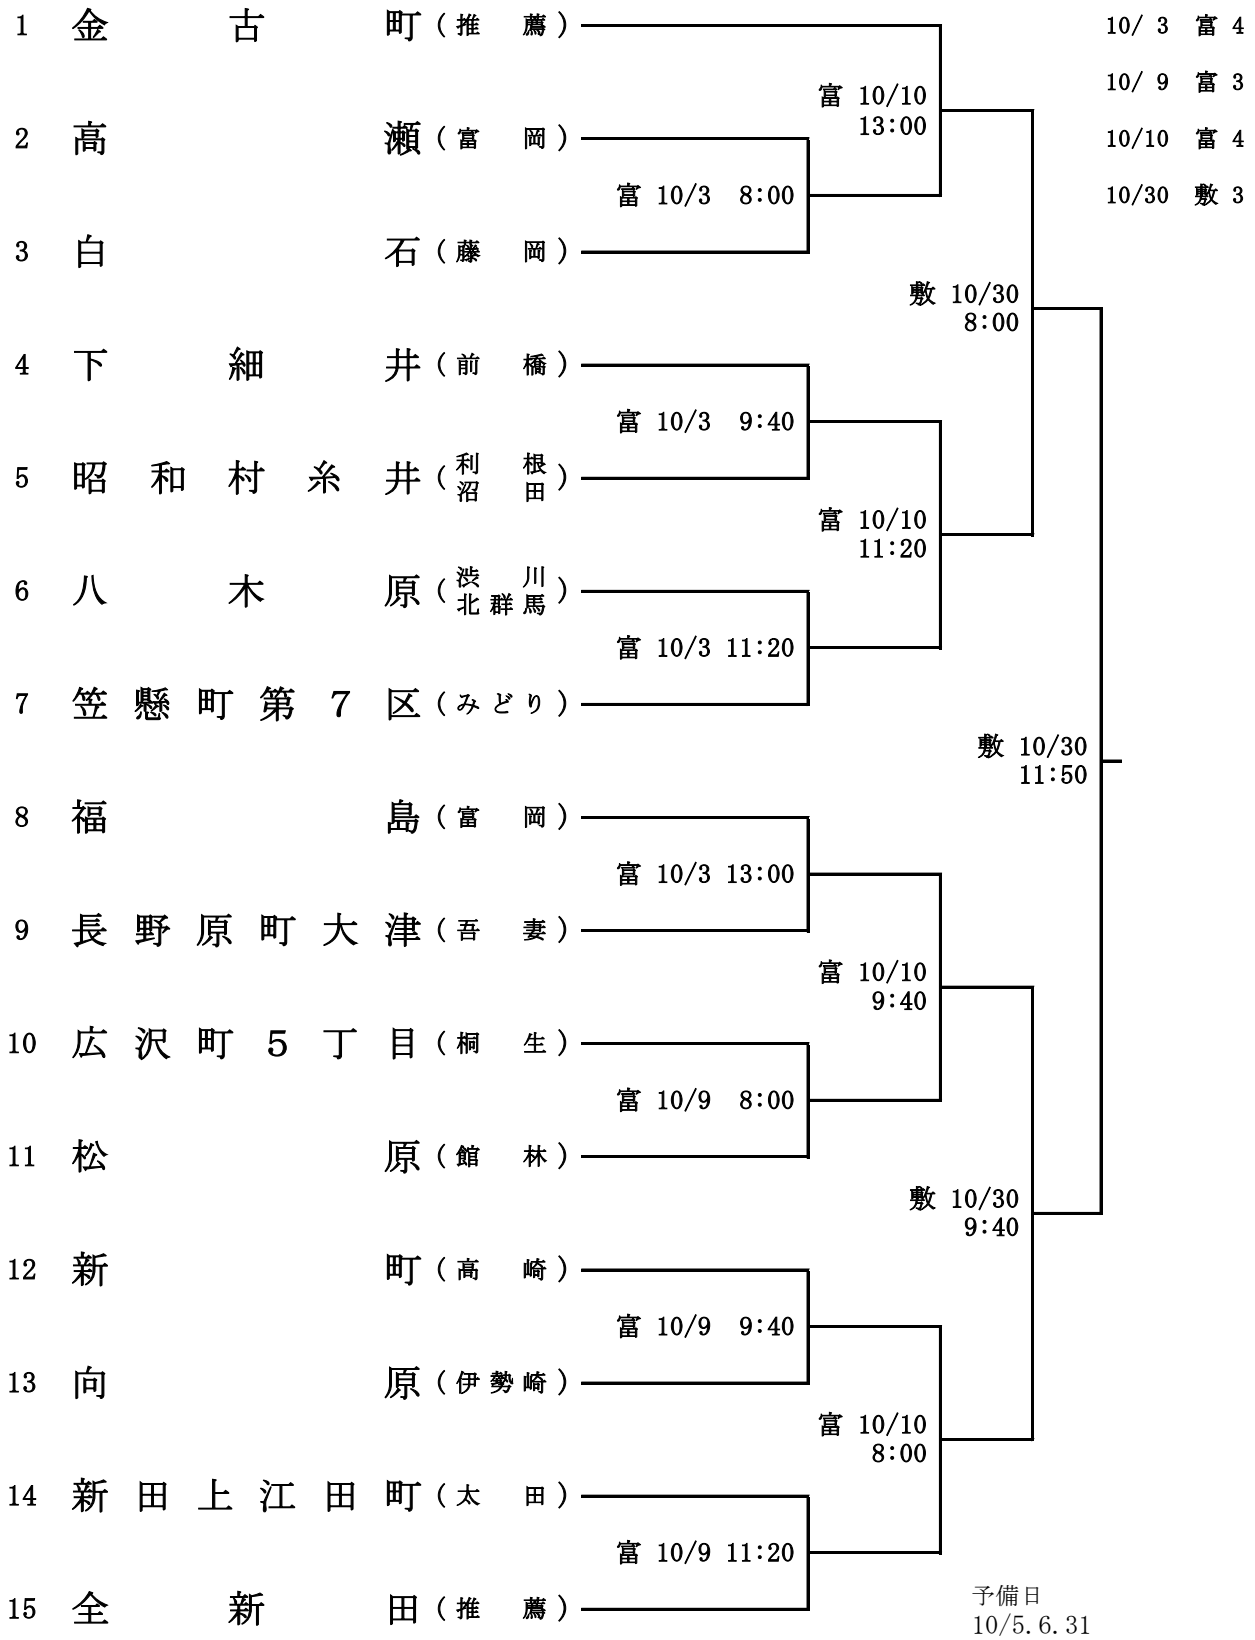 1 金古町(推薦)
10/ 3 富 4
10/ 9 富 3
富 10/10
13:00
2 高瀬(富岡)
10/10 富 4
富 10/3 8:00
10/30 敷 3
3 白石(藤岡)
敷 10/30
8:00
4 下細井(前橋)
富 10/3 9:40
5 昭和村糸井(利根沼田)
富 10/10
11:20
6 八木原(渋川北群馬)
富 10/3 11:20
7 笠懸町第7区(みどり)
敷 10/30
11:50
8 福島(富岡)
富 10/3 13:00
9 長野原町大津(吾妻)
富 10/10
9:40
10 広沢町5丁目(桐生)
富 10/9 8:00
11 松原(館林)
敷 10/30
9:40
12 新町(高崎)
富 10/9 9:40
13 向原(伊勢崎)
富 10/10
8:00
14 新田上江田町(太田)
富 10/9 11:20
15 全新田(推薦)
予備日
10/5.6.31